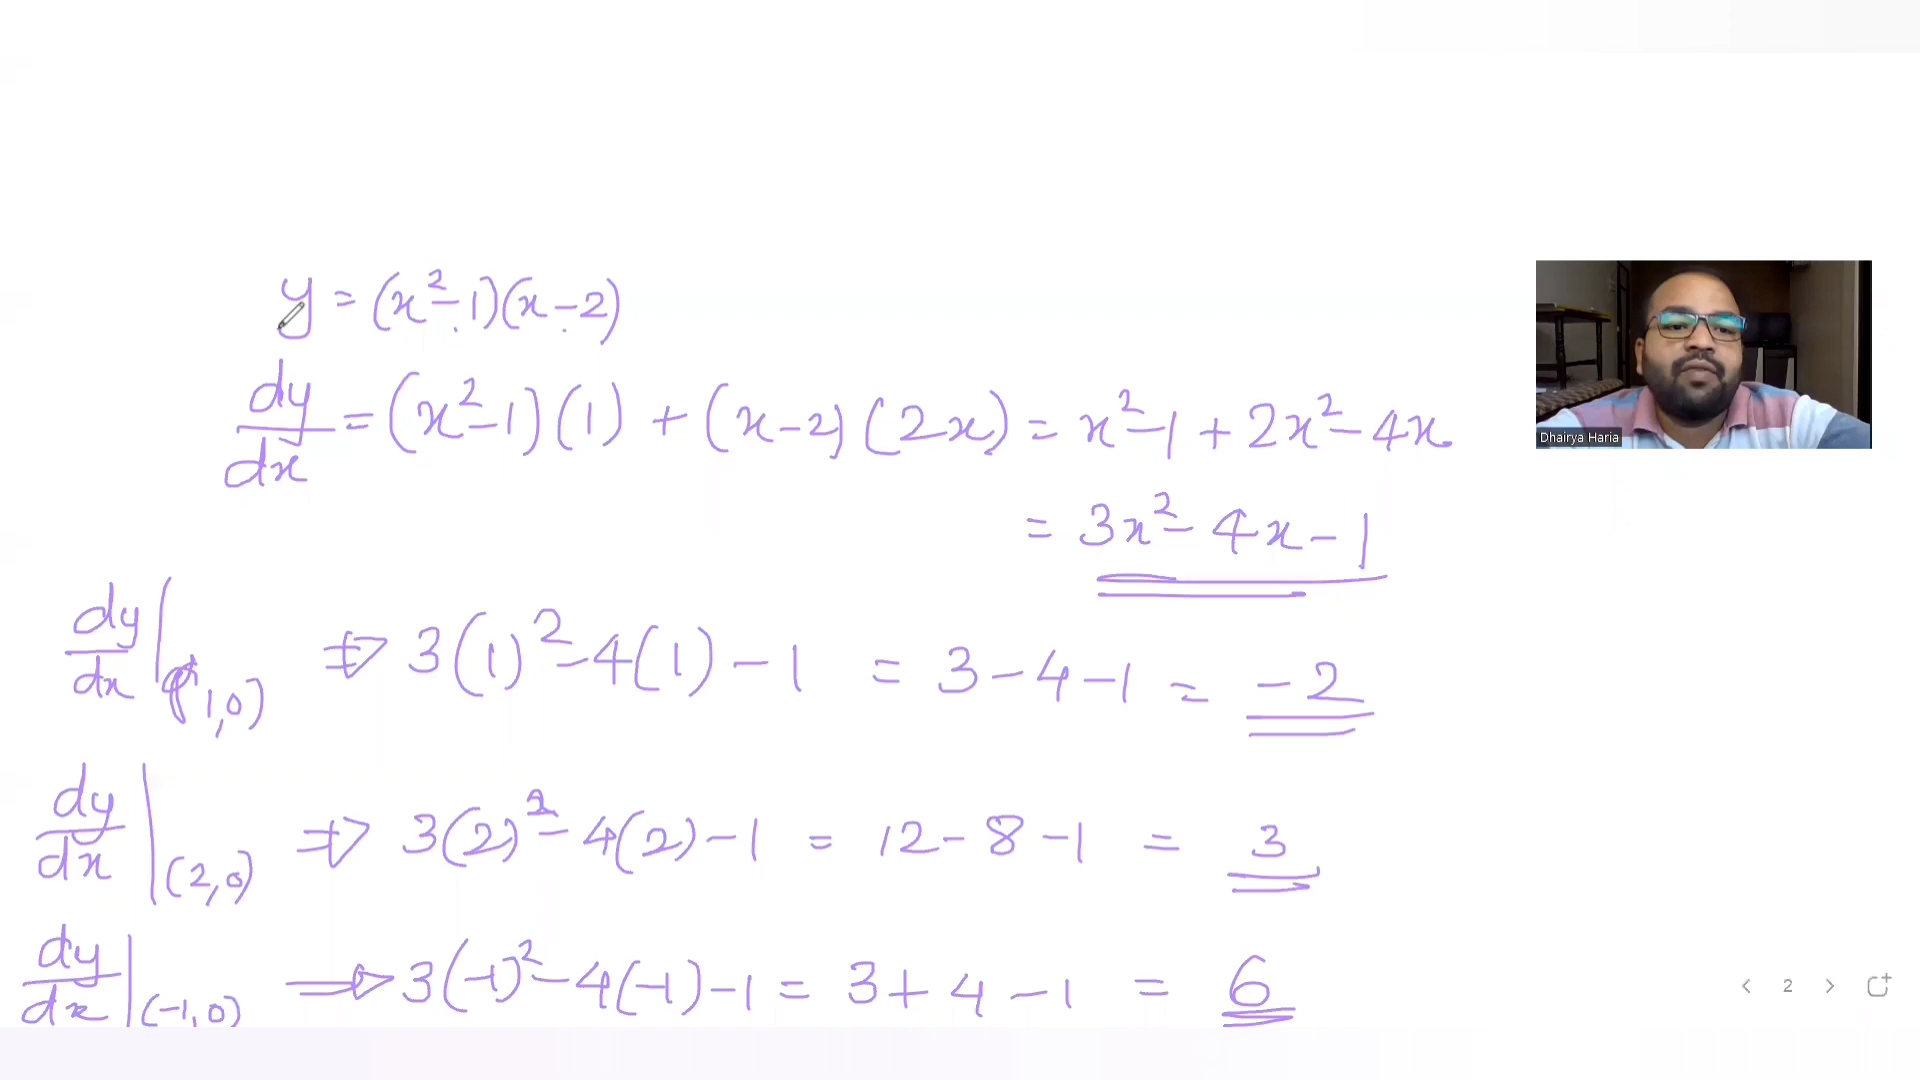 y = (x²-1)(x-2)
dy/dx = (x²-1)(1) + (x-2)(2x) = x²-1 + 2x²-4x
= 3x²-4x-1
dy/dx|(1,0) ⇒ 3(1)²-4(1)-1 = 3-4-1 = -2
dy/dx|(2,0) ⇒ 3(2)²-4(2)-1 = 12-8-1 = 3
dy/dx|(-1,0) ⇒ 3(-1)²-4(-1)-1 = 3+4-1 = 6
Dhairya Haria
< 2 >